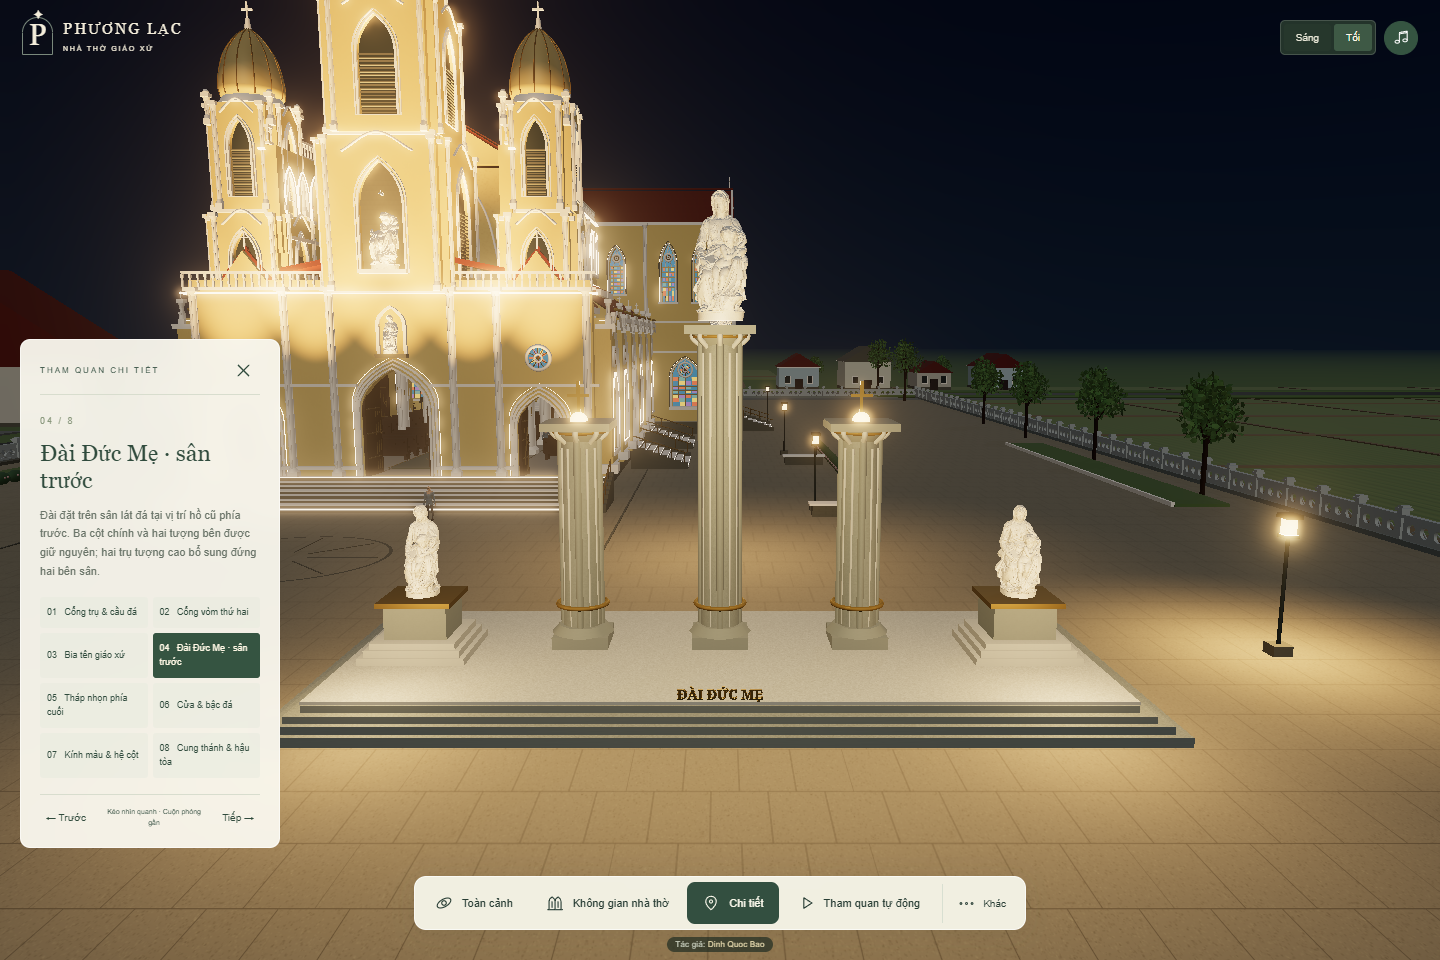 P PHƯƠNG LẠC
NHÀ THỜ GIÁO XỨ
Sáng Tối
THAM QUAN CHI TIẾT
04 / 8
Đài Đức Mẹ · sân
trước
Đài đặt trên sân lát đá tại vị trí hồ cũ phía
trước. Ba cột chính và hai tượng bên được
giữ nguyên; hai trụ tượng cao bổ sung đứng
hai bên sân.
01 Cổng trụ & cầu đá
02 Cổng vòm thứ hai
03 Bia tên giáo xứ
04 Đài Đức Mẹ · sân
trước
05 Tháp nhọn phía
cuối
06 Cửa & bậc đá
07 Kính màu & hệ cột
08 Cung thánh & hậu
tòa
← Trước
Kéo nhìn quanh · Cuộn phóng
gần
Tiếp →
ĐÀI ĐỨC MẸ
Toàn cảnh
Không gian nhà thờ
Chi tiết
Tham quan tự động
Khác
Tác giả: Dinh Quoc Bao